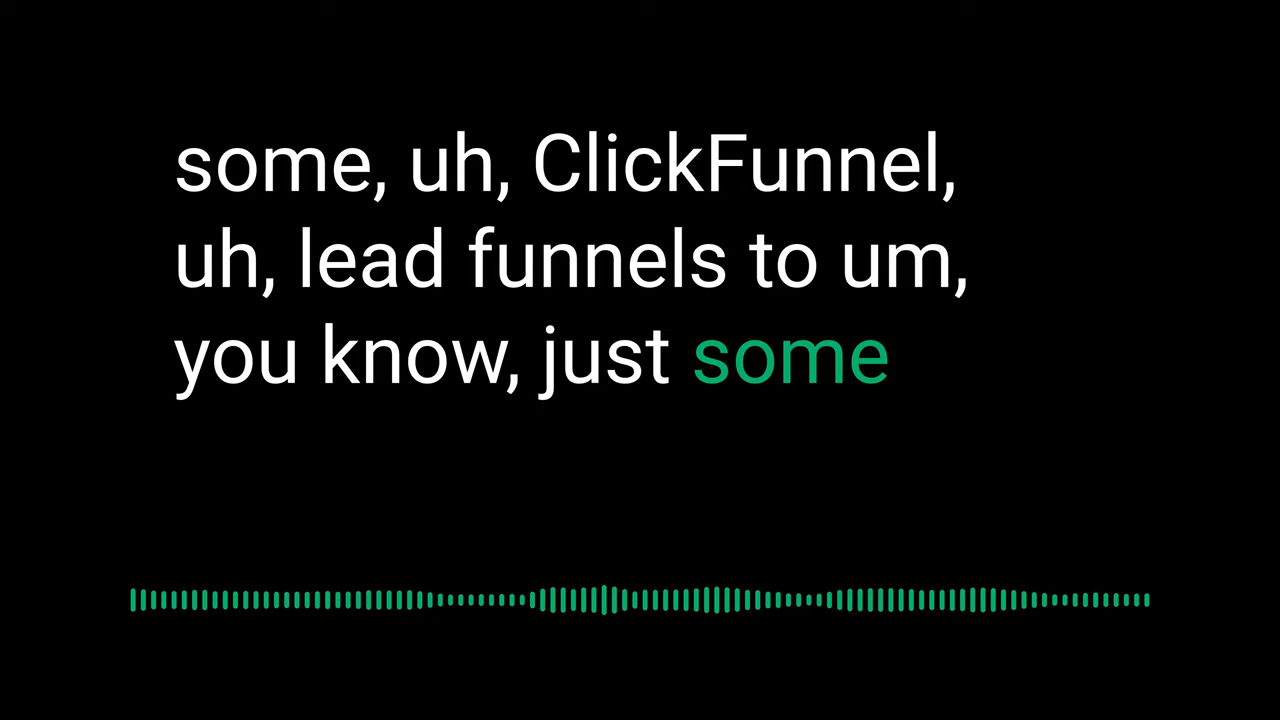 some, uh, ClickFunnel,
uh, lead funnels to um,
you know, just some